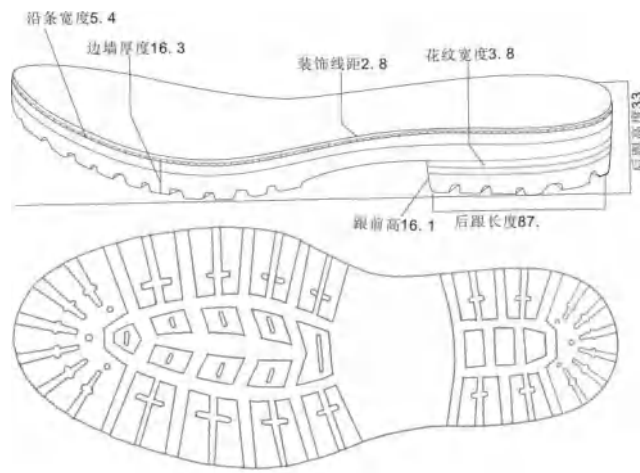 沿条宽度5.4
边墙厚度16.3
装饰线距2.8
花纹宽度3.8
后跟宽度33
跟前高16.1
后跟长度87.